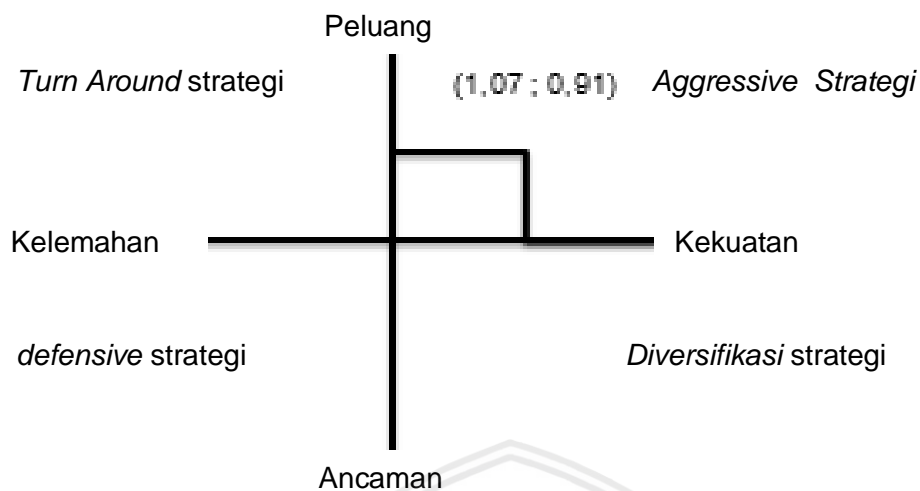 Peluang
Turn Around strategi (1,07 ; 0,91) Aggressive Strategi
Kelemahan Kekuatan
defensive strategi Diversifikasi strategi
Ancaman